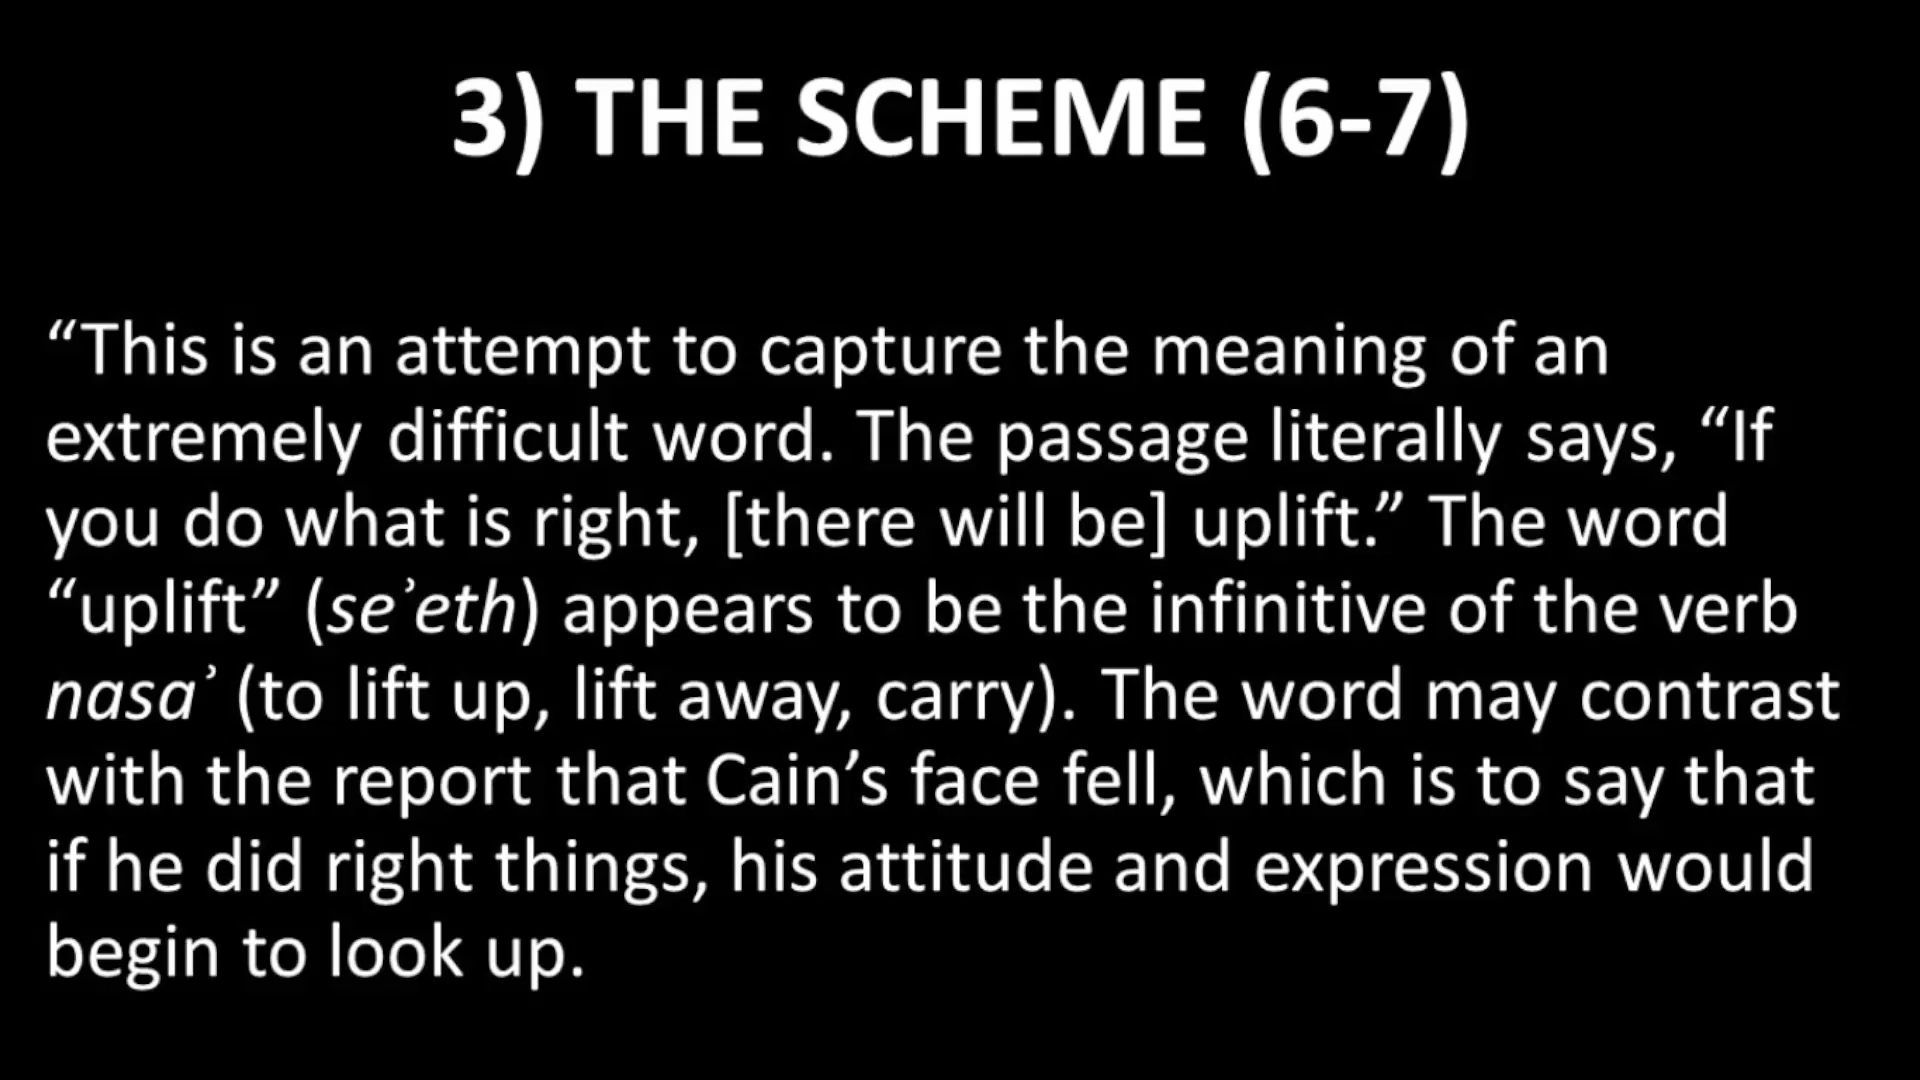 3) THE SCHEME (6-7)
“This is an attempt to capture the meaning of an
extremely difficult word. The passage literally says, “If
you do what is right, [there will be] uplift.” The word
“uplift” (seʾeth) appears to be the infinitive of the verb
nasaʾ (to lift up, lift away, carry). The word may contrast
with the report that Cain’s face fell, which is to say that
if he did right things, his attitude and expression would
begin to look up.